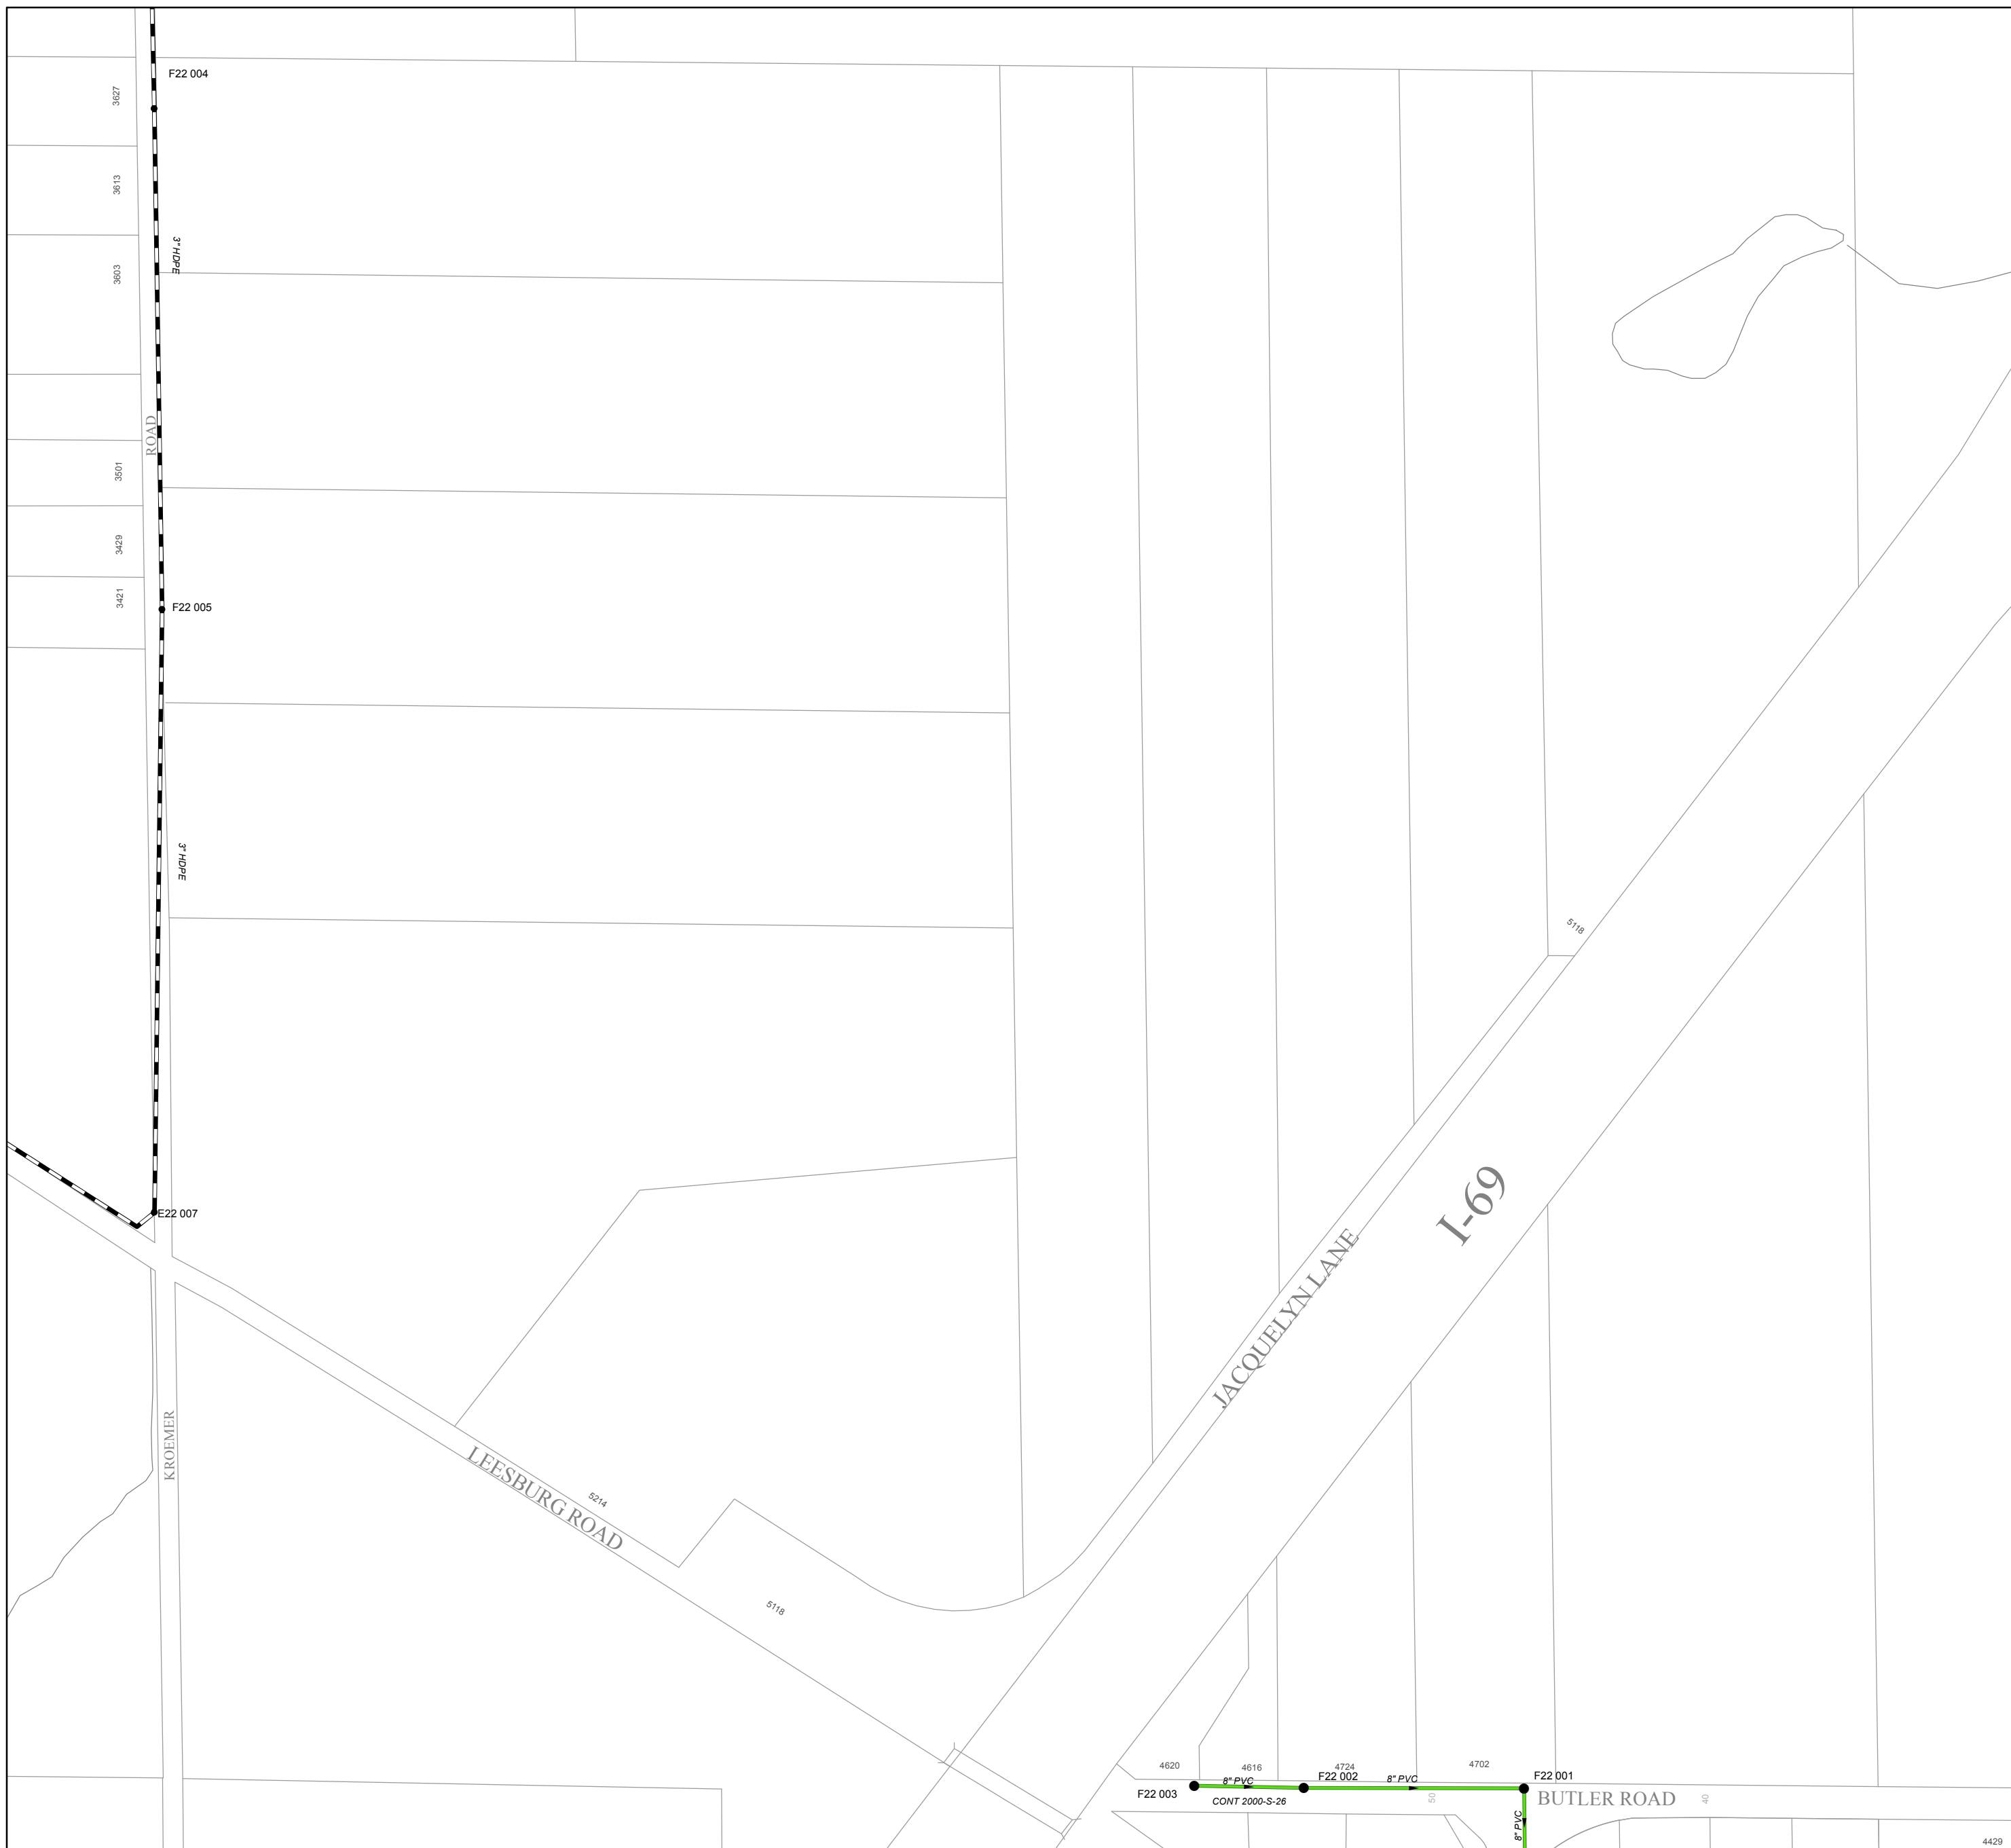 F22 004
3627
3613
3" HDPE
3603
ROAD
3501
3429
3421
F22 005
3" HDPE
5118
I-69
E22 007
JACQUELYN LANE
KROEMER
LEESBURG ROAD
5214
5118
4620
4616
4724
4702
F22 003
8" PVC
F22 002
8" PVC
F22 001
CONT 2000-S-26
50
BUTLER ROAD
40
8" PVC
4429